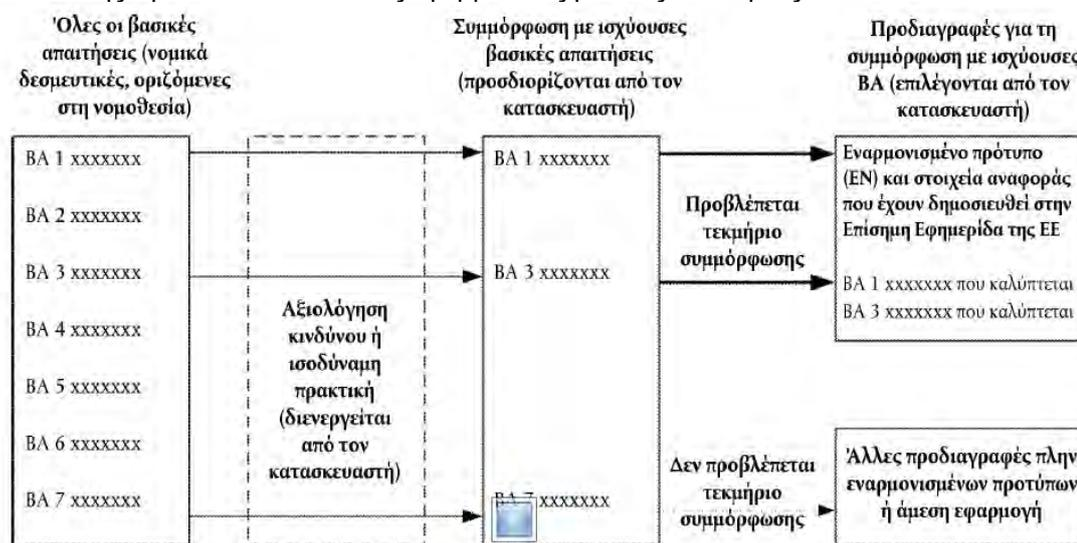 Όλες οι βασικές
απαιτήσεις (νομικά
δεσμευτικές, οριζόμενες
στη νομοθεσία)
Συμμόρφωση με ισχύουσες
βασικές απαιτήσεις
(προσδιορίζονται από τον
κατασκευαστή)
Προδιαγραφές για τη
συμμόρφωση με ισχύουσες
ΒΑ (επιλέγονται από τον
κατασκευαστή)
ΒΑ 1 xxxxxxx
ΒΑ 2 xxxxxxx
ΒΑ 3 xxxxxxx
ΒΑ 4 xxxxxxx
ΒΑ 5 xxxxxxx
ΒΑ 6 xxxxxxx
ΒΑ 7 xxxxxxx
Αξιολόγηση
κινδύνου ή
ισοδύναμη
πρακτική
(διενεργείται
από τον
κατασκευαστή)
ΒΑ 1 xxxxxxx
ΒΑ 3 xxxxxxx
ΒΑ 7 xxxxxxx
Προβλέπεται
τεκμήριο
συμμόρφωσης
Δεν προβλέπεται
τεκμήριο
συμμόρφωσης
Εναρμονισμένο πρότυπο
(ΕΝ) και στοιχεία αναφοράς
που έχουν δημοσιευθεί στην
Επίσημη Εφημερίδα της ΕΕ
ΒΑ 1 xxxxxxx που καλύπτεται
ΒΑ 3 xxxxxxx που καλύπτεται
Άλλες προδιαγραφές πλην
εναρμονισμένων προτύπων
ή άμεση εφαρμογή